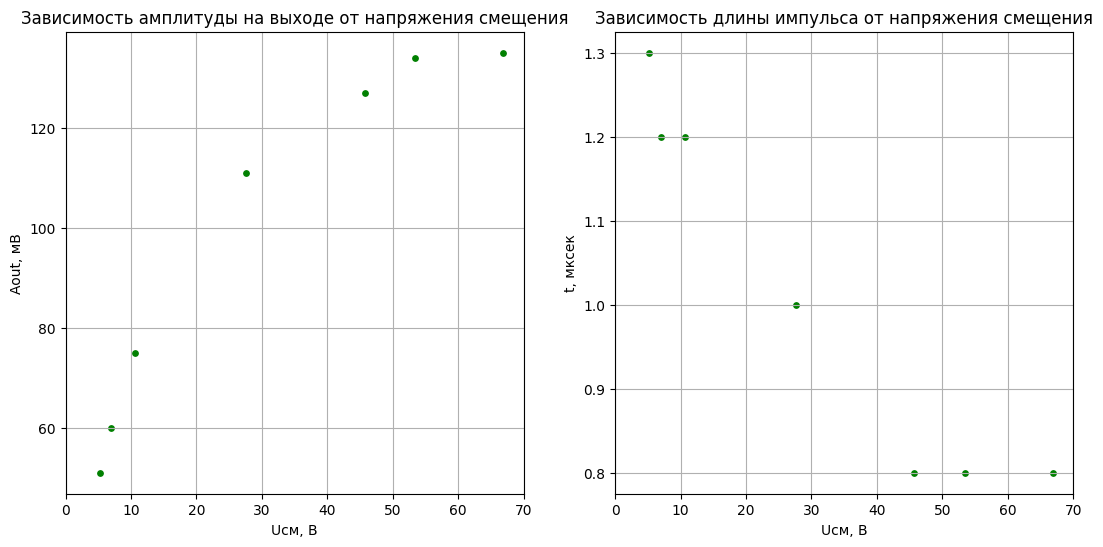 Зависимость амплитуды на выходе от напряжения смещения
120
100
80
60
Aout, мВ
0 10 20 30 40 50 60 70
Uсм, В
Зависимость длины импульса от напряжения смещения
1.3
1.2
1.1
1.0
0.9
0.8
t, мксек
0 10 20 30 40 50 60 70
Uсм, В